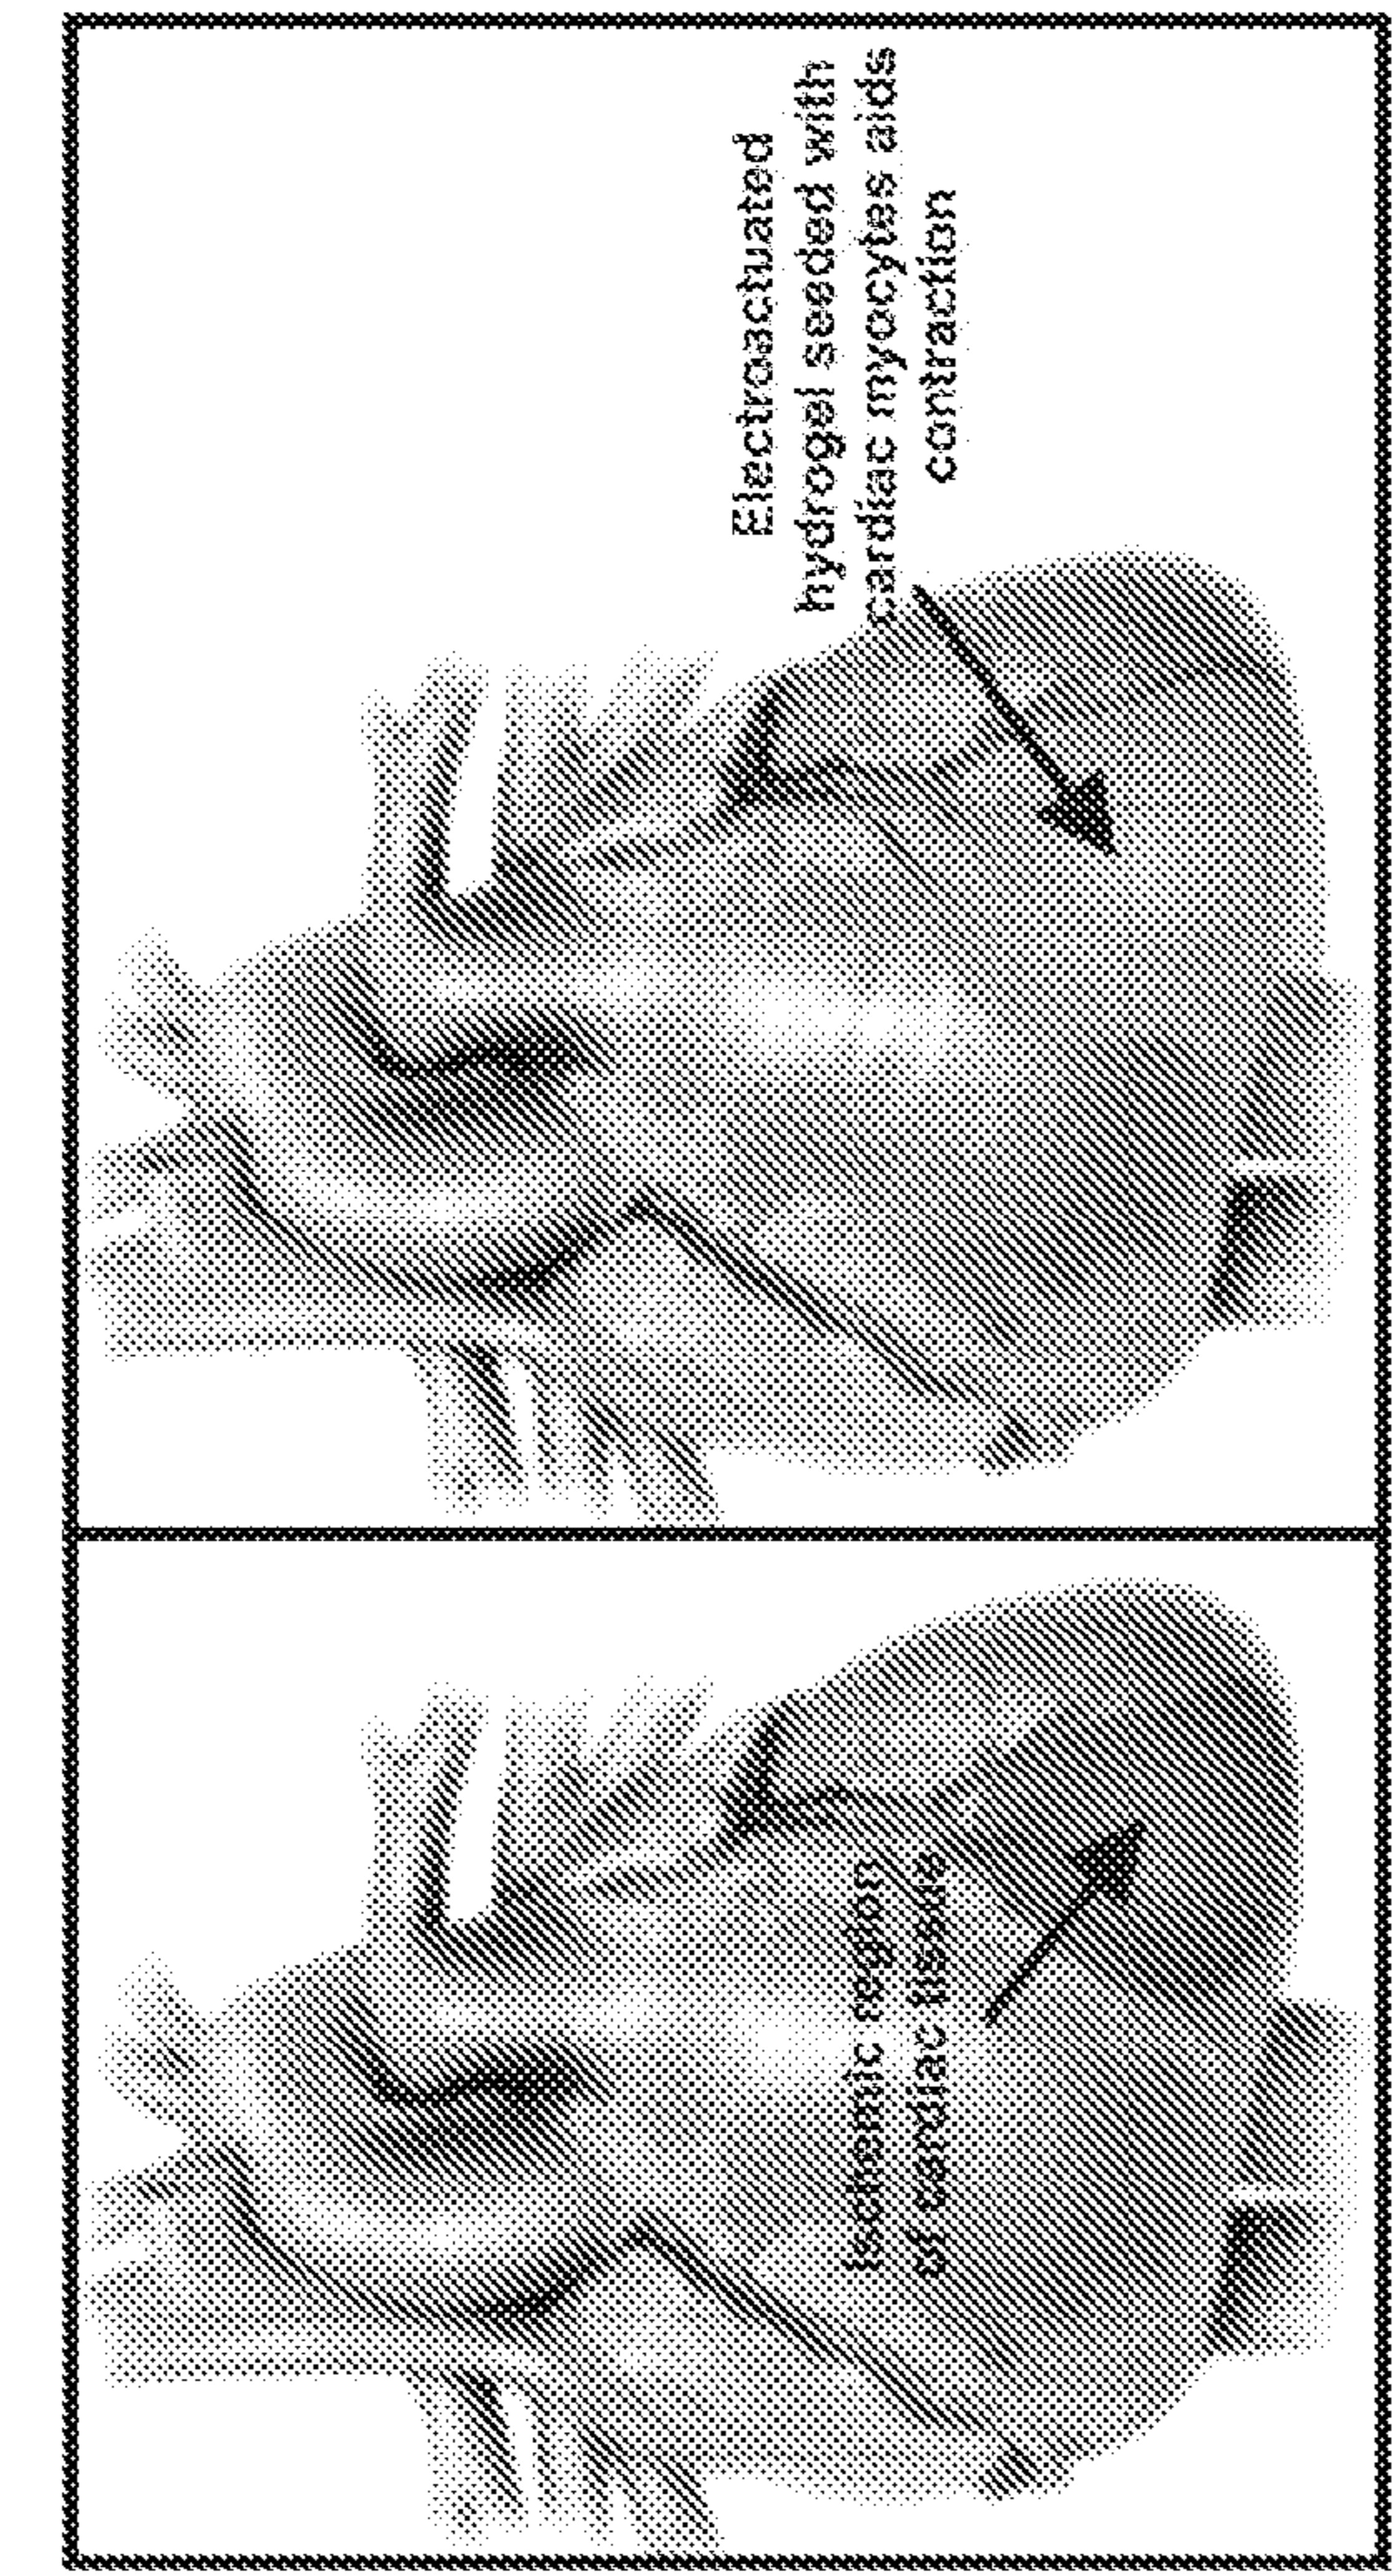 Ischemic region
of cardiac tissue
Electroactuated
hydrogel seeded with
cardiac myocytes aids
contraction